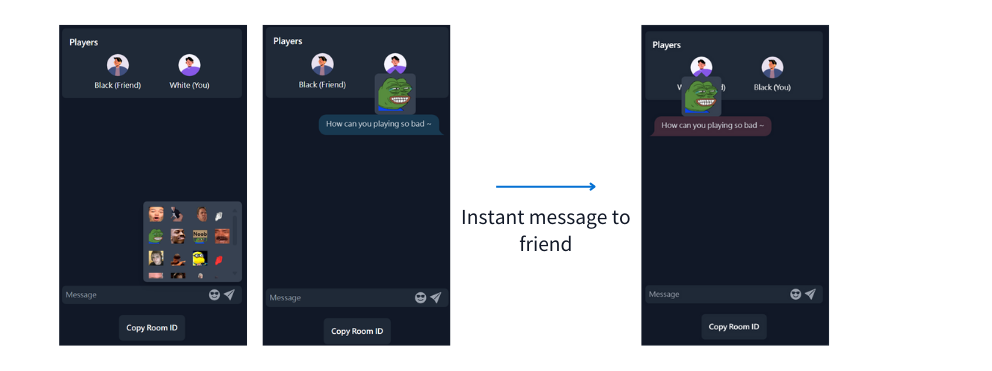 Players
Black (Friend)
White (You)
Noob
Message
Copy Room ID
Players
Black (Friend)
How can you playing so bad ~
Message
Copy Room ID
Instant message to
friend
Players
Black (You)
How can you playing so bad ~
Message
Copy Room ID